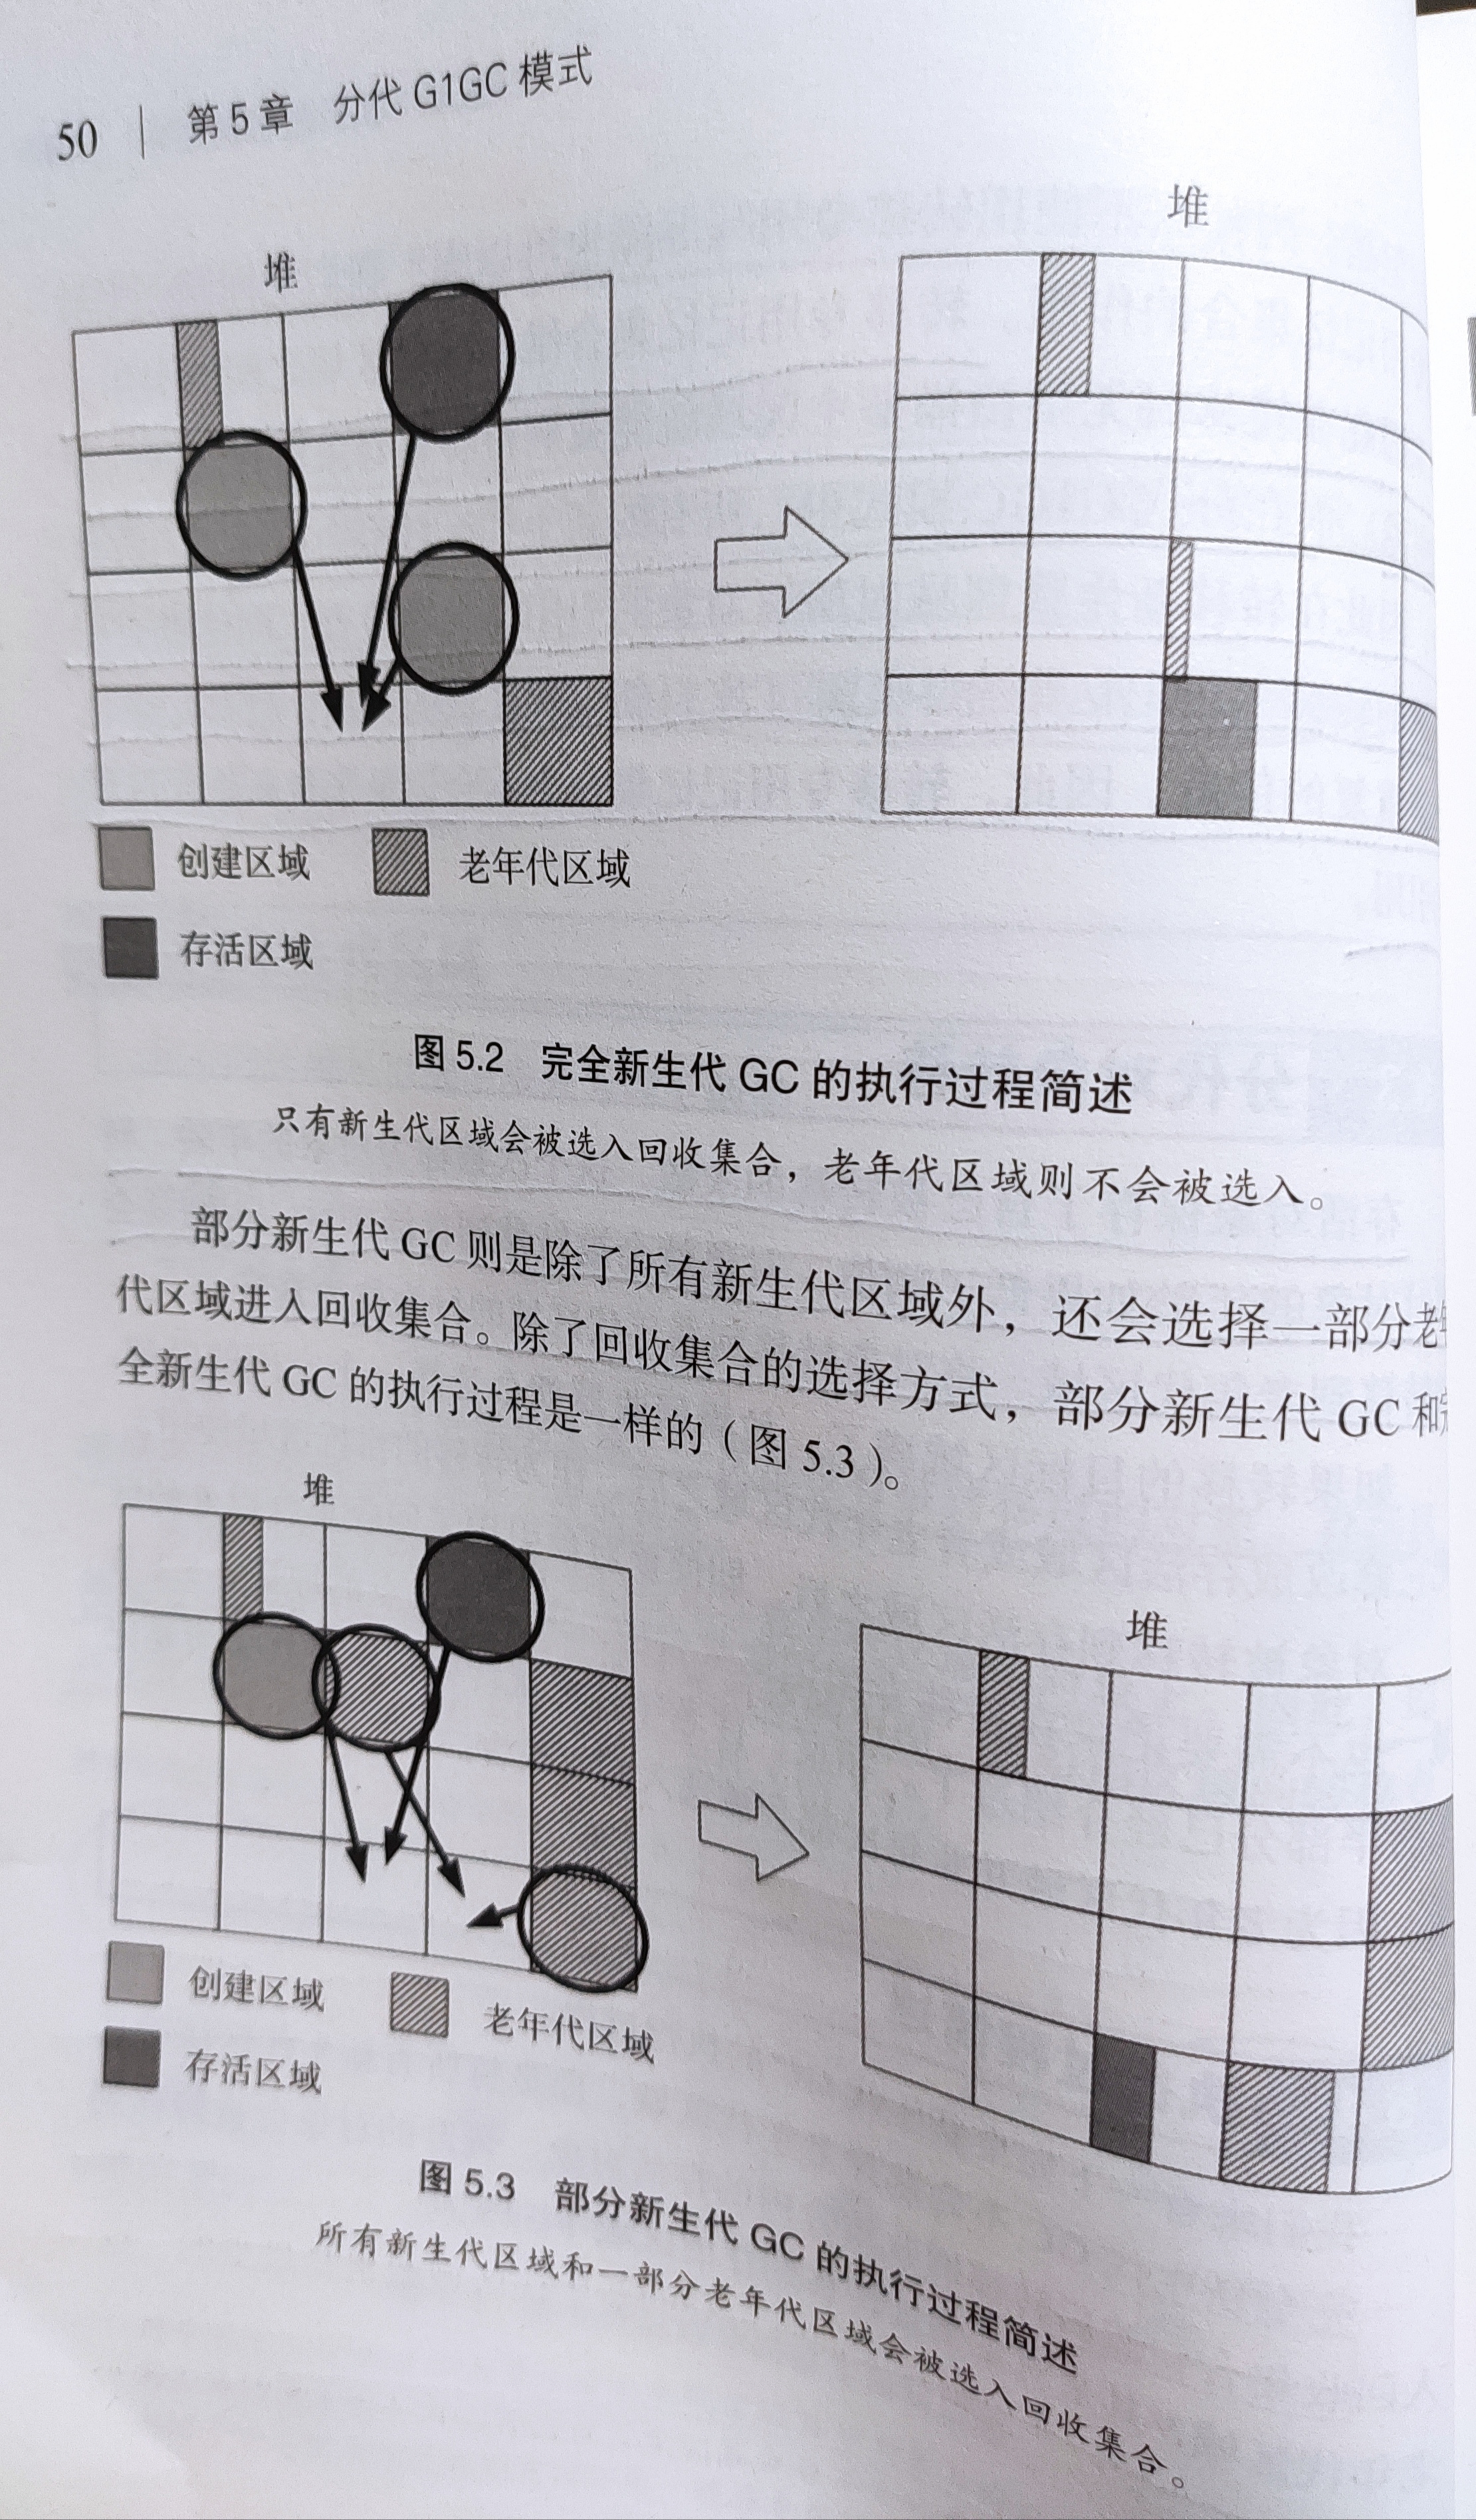 50 | 第5章 分代 G1GC 模式
堆
堆
创建区域 老年代区域
存活区域
图 5.2 完全新生代 GC 的执行过程简述
只有新生代区域会被选入回收集合，老年代区域则不会被选入。
部分新生代 GC 则是除了所有新生代区域外，还会选择一部分老
代区域进入回收集合。除了回收集合的选择方式，部分新生代 GC 和
全新生代 GC 的执行过程是一样的（图 5.3）。
堆
堆
创建区域 老年代区域
存活区域
图 5.3 部分新生代 GC 的执行过程简述
所有新生代区域和一部分老年代区域会被选入回收集合。